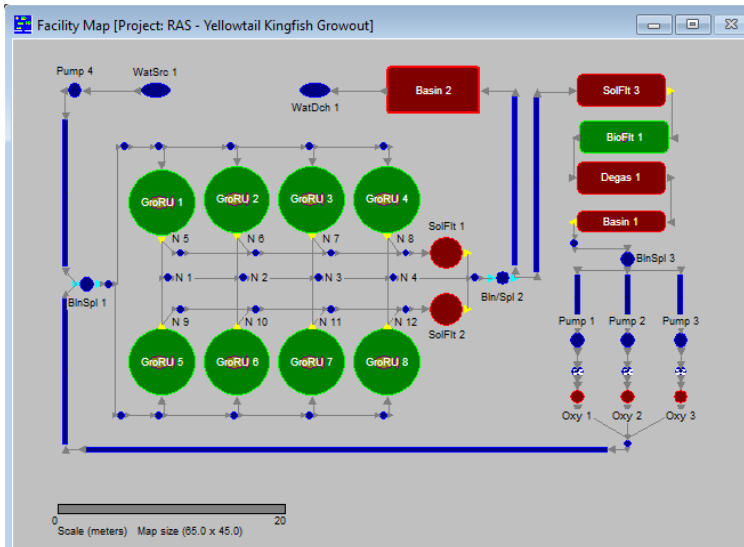 Facility Map [Project: RAS - Yellowtail Kingfish Growout]
Pump 4
WatSrc 1
WatDch 1
Basin 2
SolFlt 3
BioFlt 1
Degas 1
Basin 1
BlnSpl 3
GroRU 1
GroRU 2
GroRU 3
GroRU 4
SolFlt 1
N 5
N 6
N 7
N 8
N 1
N 2
N 3
N 4
Bln/Spl 2
BlnSpl 1
N 9
N 10
N 11
N 12
SolFlt 2
GroRU 5
GroRU 6
GroRU 7
GroRU 8
Pump 1
Pump 2
Pump 3
Oxy 1
Oxy 2
Oxy 3
0
20
Scale (meters) Map size (65.0 x 45.0)